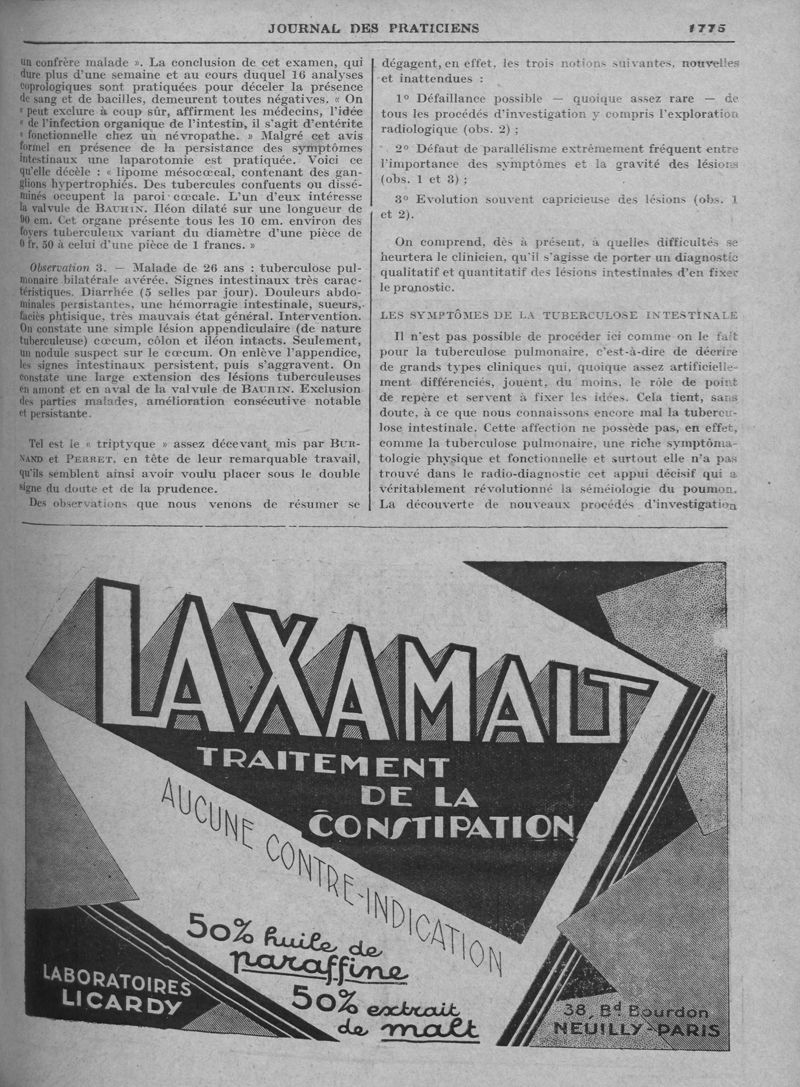 JOURNAL DES PRATICIENS 1775
un confrère malade ». La conclusion de cet examen, qui
dure plus d'une semaine et au cours duquel 16 analyses
coprologiques sont pratiquées pour déceler la présence
de sang et de bacilles, demeurent toutes négatives. « On
« peut exclure à coup sûr, affirment les médecins, l'idée
« de l'infection organique de l'intestin, il s'agit d'entérite
« fonctionnelle chez un névropathe. » Malgré cet avis
formel en présence de la persistance des symptômes
intestinaux une laparotomie est pratiquée. Voici ce
qu'elle décèle : « lipome mésocœcal, contenant des gan-
glions hypertrophiés. Des tubercules confuents ou dissé-
minés occupent la paroi cœcale. L'un d'eux intéresse
la valvule de BAUHIN. Iléon dilaté sur une longueur de
90 cm. Cet organe présente tous les 10 cm. environ des
foyers tuberculeux variant du diamètre d'une pièce de
0 fr. 50 à celui d'une pièce de 1 francs. »
Observation 3. — Malade de 26 ans : tuberculose pul-
monaire bilatérale avérée. Signes intestinaux très carac-
téristiques. Diarrhée (5 selles par jour). Douleurs abdo-
minales persistantes, une hémorragie intestinale, sueurs,
faciès phtisique, très mauvais état général. Intervention.
On constate une simple lésion appendiculaire (de nature
tuberculeuse) cœcum, côlon et iléon intacts. Seulement,
un nodule suspect sur le cœcum. On enlève l'appendice,
les signes intestinaux persistent, puis s'aggravent. On
constate une large extension des lésions tuberculeuses
en amont et en aval de la valvule de BAUHIN. Exclusion
des parties malades, amélioration consécutive notable
et persistante.
Tel est le « triptyque » assez décevant mis par BUR-
NAND et PERRET, en tête de leur remarquable travail,
qu'ils semblent ainsi avoir voulu placer sous le double
signe du doute et de la prudence.
Des observations que nous venons de résumer se
dégagent, en effet, les trois notions suivantes, nouvelles
et inattendues :
1° Défaillance possible — quoique assez rare — de
tous les procédés d'investigation y compris l'exploration
radiologique (obs. 2) ;
2° Défaut de parallélisme extrêmement fréquent entre
l'importance des symptômes et la gravité des lésions
(obs. 1 et 3) ;
3° Evolution souvent capricieuse des lésions (obs. 1
et 2).
On comprend, dès à présent, à quelles difficultés se
heurtera le clinicien, qu'il s'agisse de porter un diagnostic
qualitatif et quantitatif des lésions intestinales d'en fixer
le pronostic.
LES SYMPTÔMES DE LA TUBERCULOSE INTESTINALE
Il n'est pas possible de procéder ici comme on le fait
pour la tuberculose pulmonaire, c'est-à-dire de décrire
de grands types cliniques qui, quoique assez artificielle-
ment différenciés, jouent, du moins, le rôle de point
de repère et servent à fixer les idées. Cela tient, sans
doute, à ce que nous connaissons encore mal la tubercu-
lose intestinale. Cette affection ne possède pas, en effet,
comme la tuberculose pulmonaire, une riche symptôma-
tologie physique et fonctionnelle et surtout elle n'a pas
trouvé dans le radio-diagnostic cet appui décisif qui a
véritablement révolutionné la séméiologie du poumon.
La découverte de nouveaux procédés d'investigation
LAXAMALT
TRAITEMENT
DE LA
CONSTIPATION
AUCUNE CONTRE-INDICATION
50% huile de
paraffine
50% extrait
de malt
LABORATOIRES
LICARDY
38, Bd Bourdon
NEUILLY-PARIS